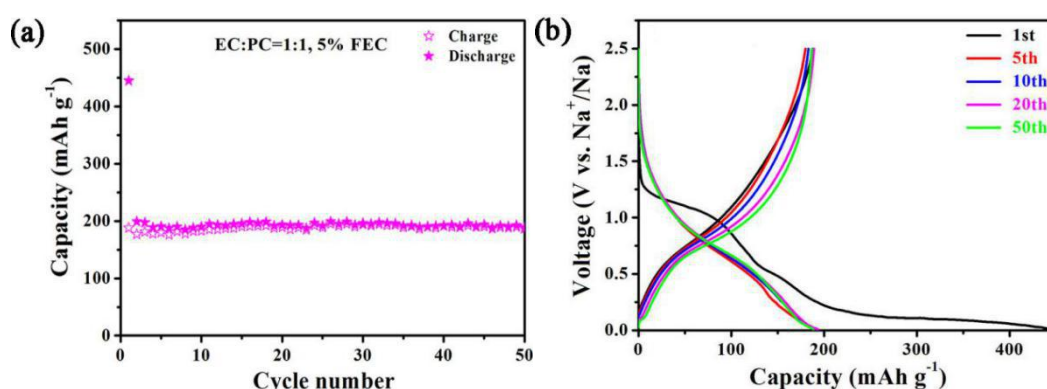 (a)
500
400
300
200
100
0
0 10 20 30 40 50
Capacity (mAh g⁻¹)
Cycle number
EC:PC=1:1, 5% FEC
Charge
Discharge
(b)
2.5
2.0
1.5
1.0
0.5
0.0
0 100 200 300 400
Voltage (V vs. Na⁺/Na)
Capacity (mAh g⁻¹)
1st
5th
10th
20th
50th